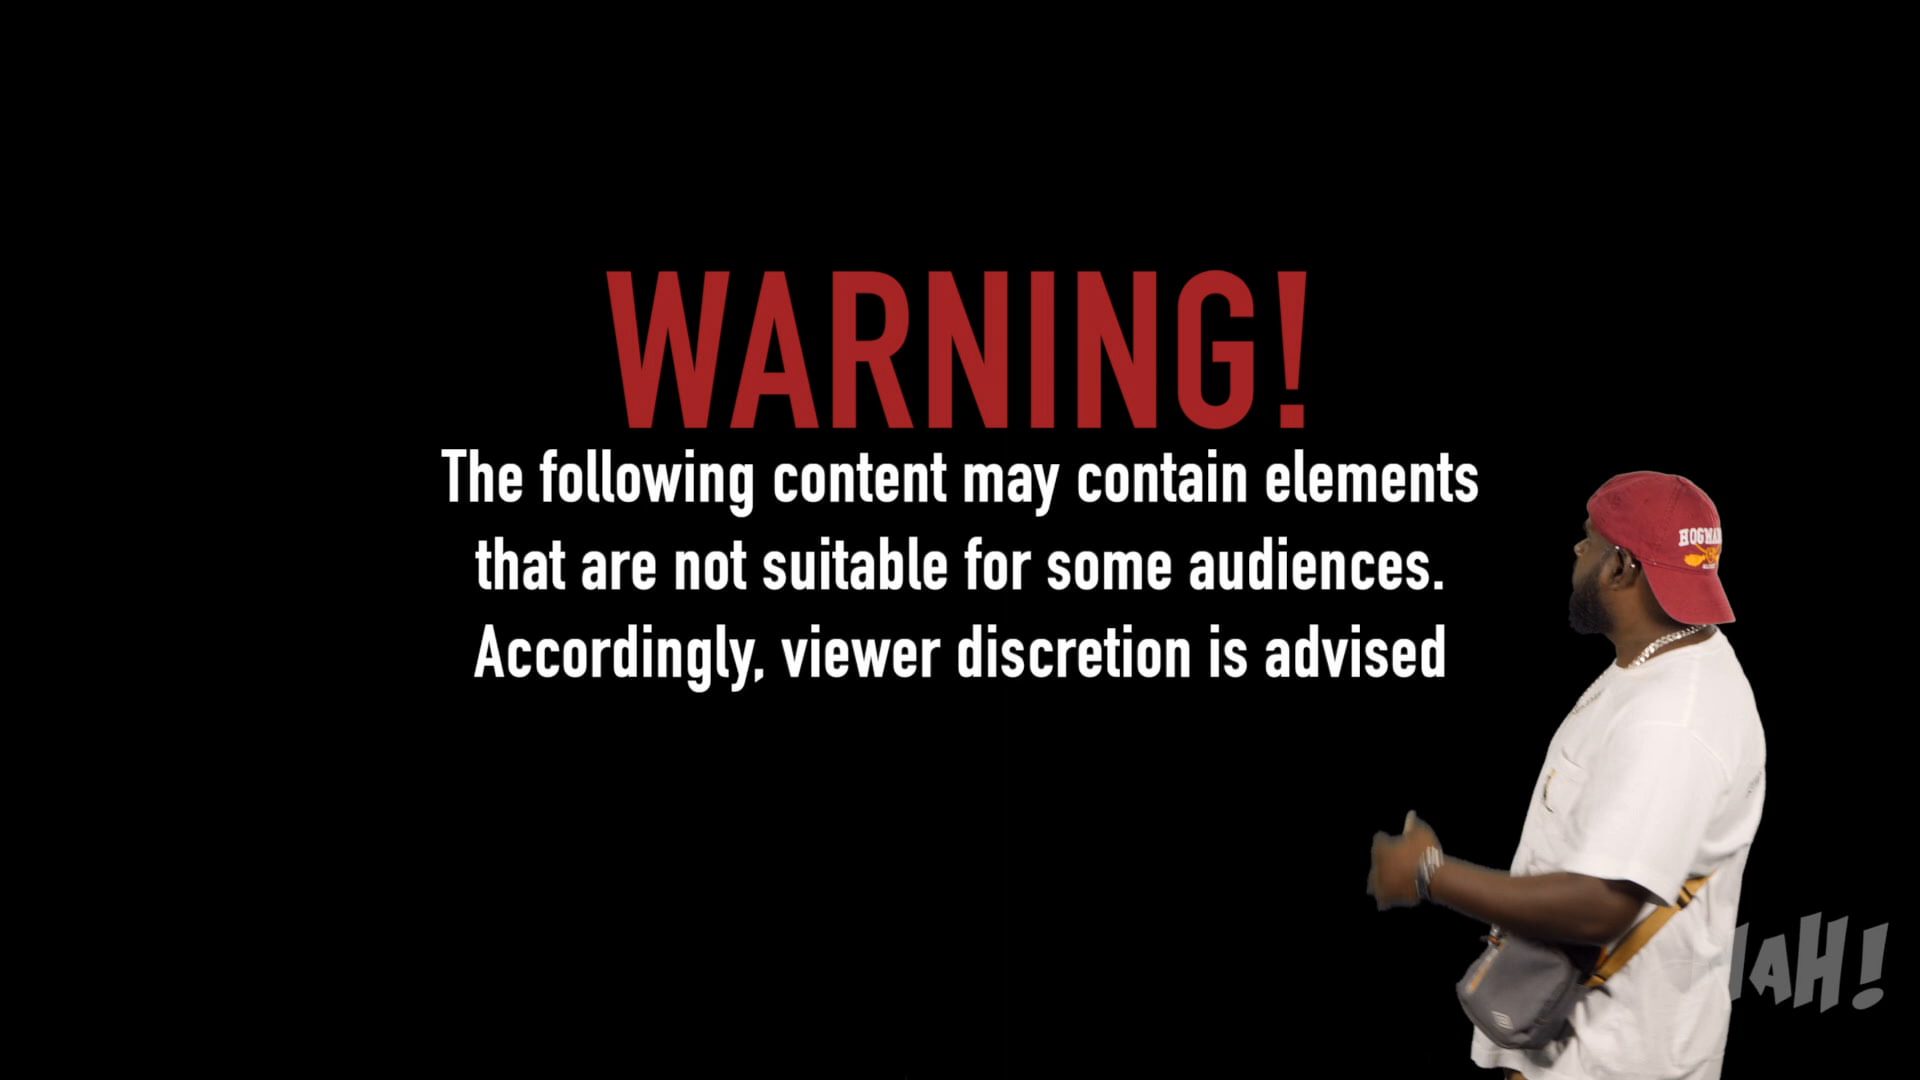 WARNING!
The following content may contain elements
that are not suitable for some audiences.
Accordingly, viewer discretion is advised